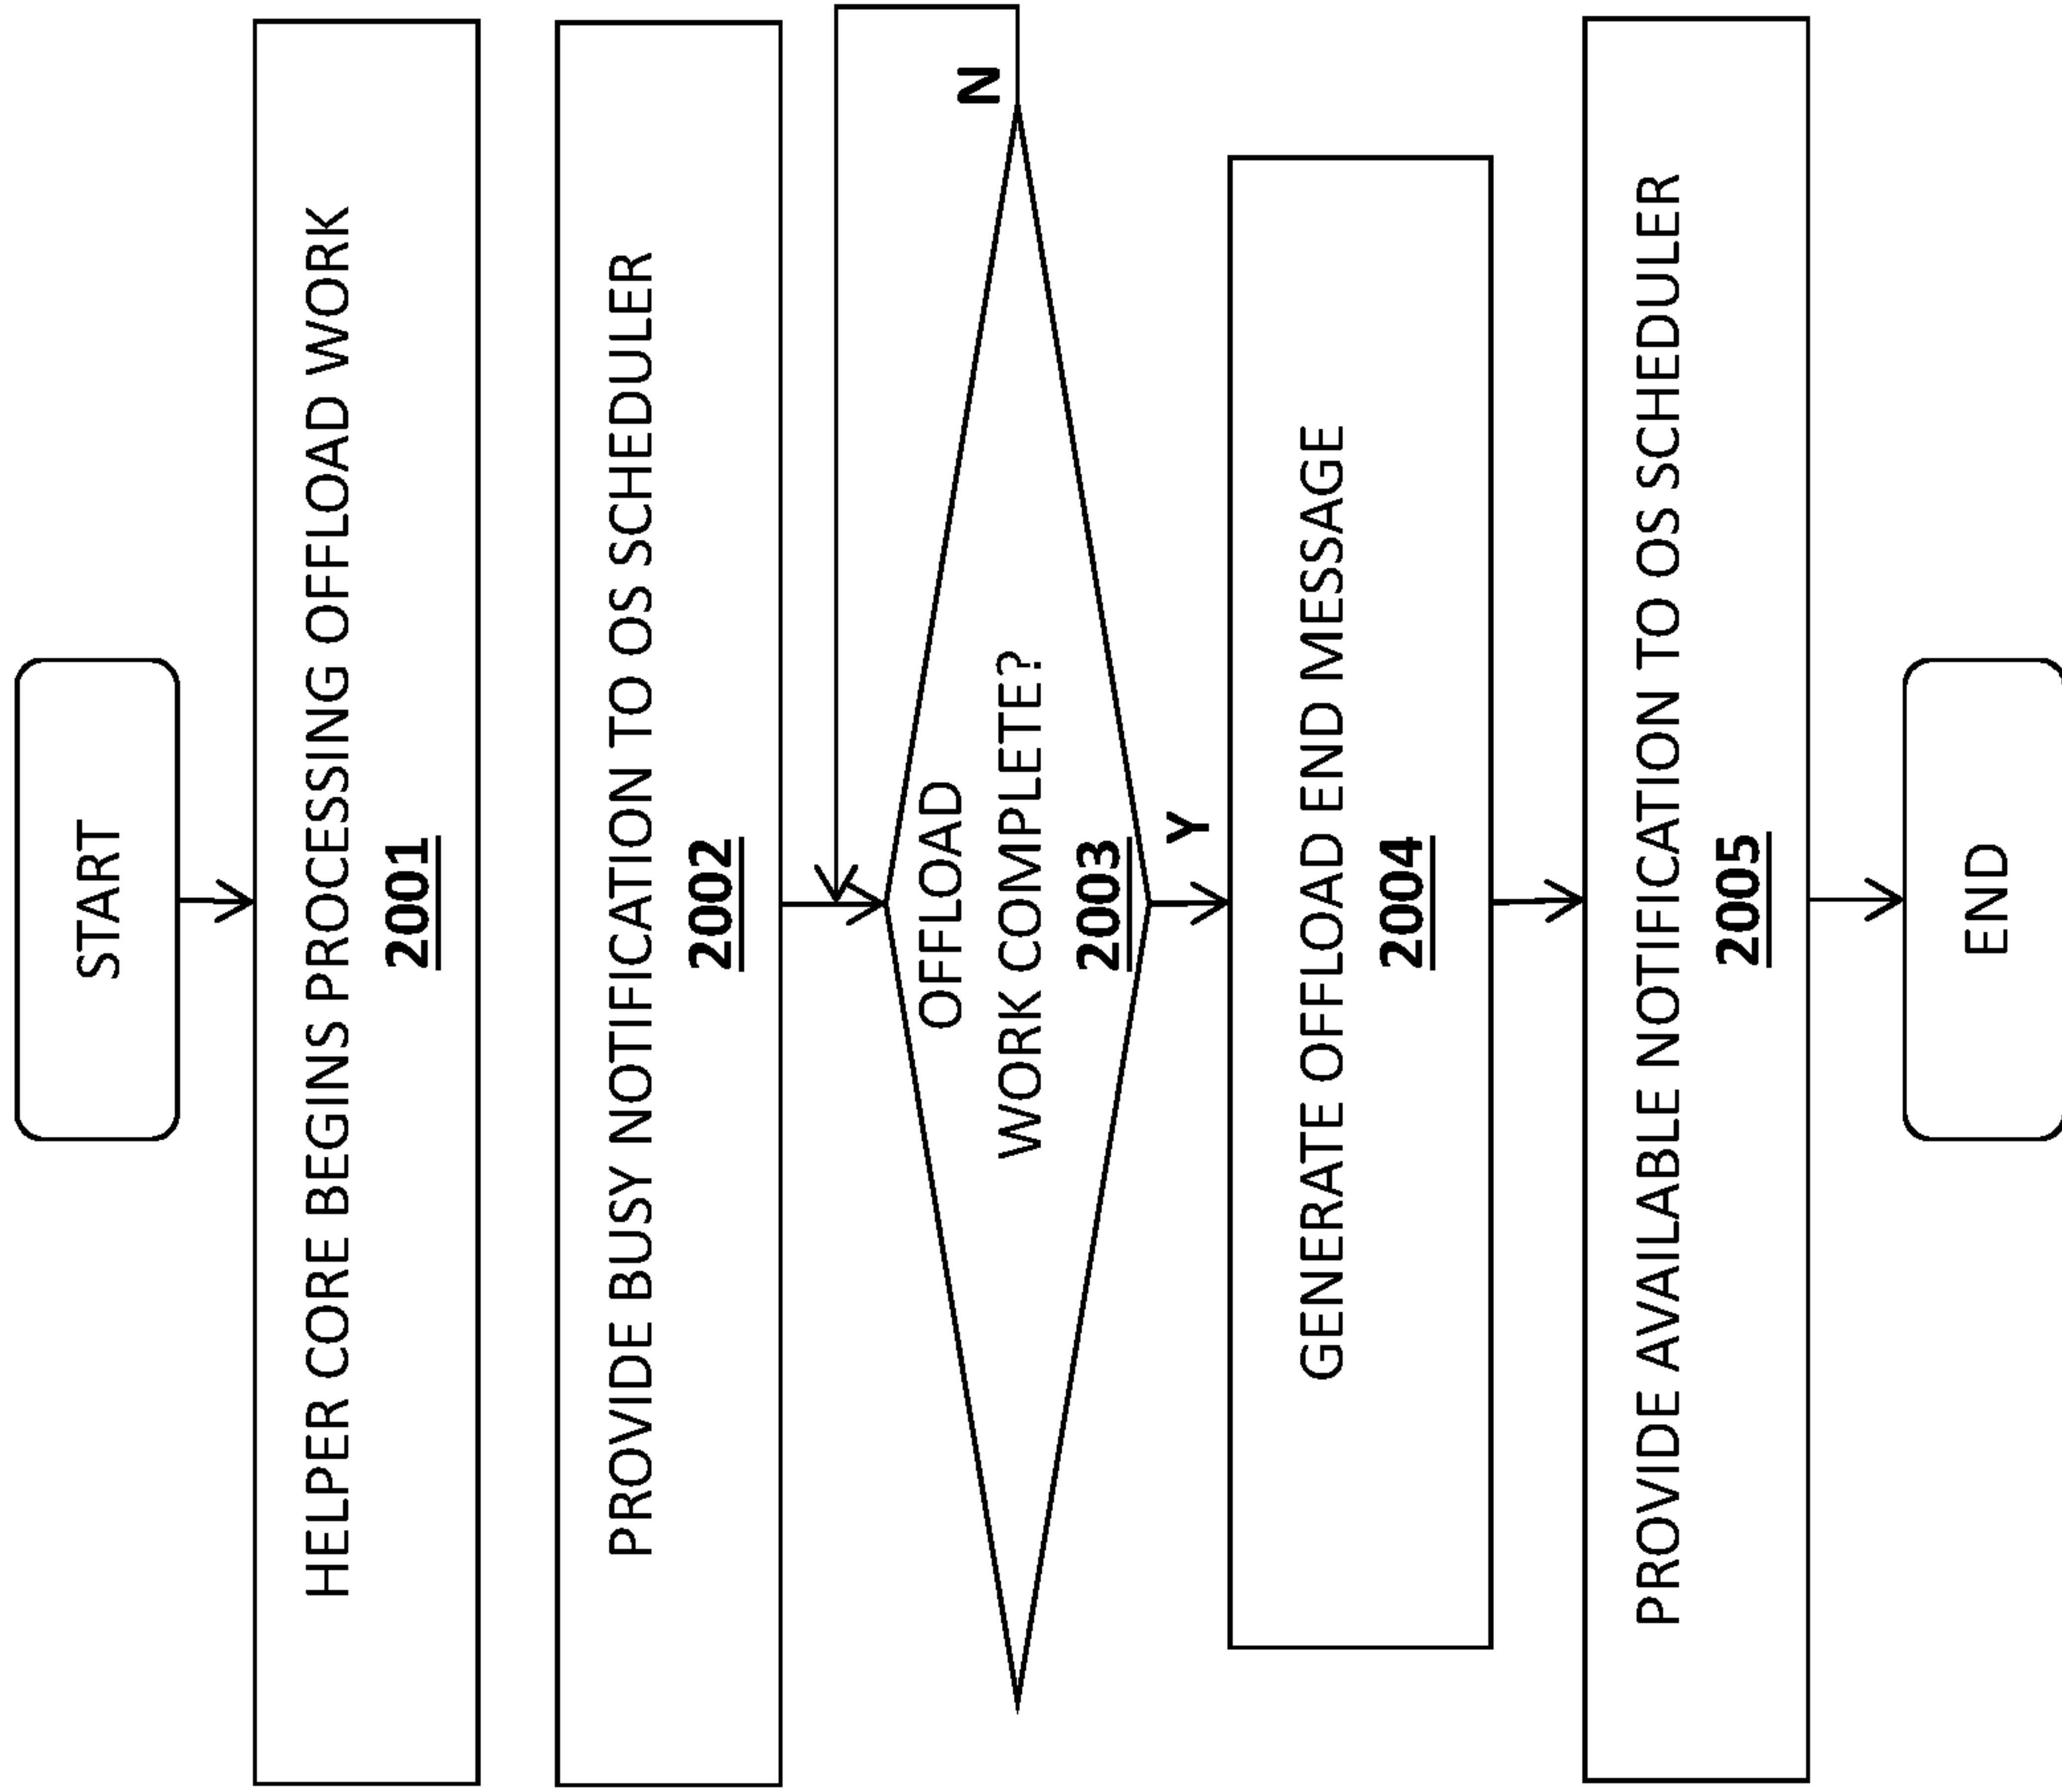 START
HELPER CORE BEGINS PROCESSING OFFLOAD WORK
2001
PROVIDE BUSY NOTIFICATION TO OS SCHEDULER
2002
OFFLOAD
WORK COMPLETE?
2003
N
Y
GENERATE OFFLOAD END MESSAGE
2004
PROVIDE AVAILABLE NOTIFICATION TO OS SCHEDULER
2005
END